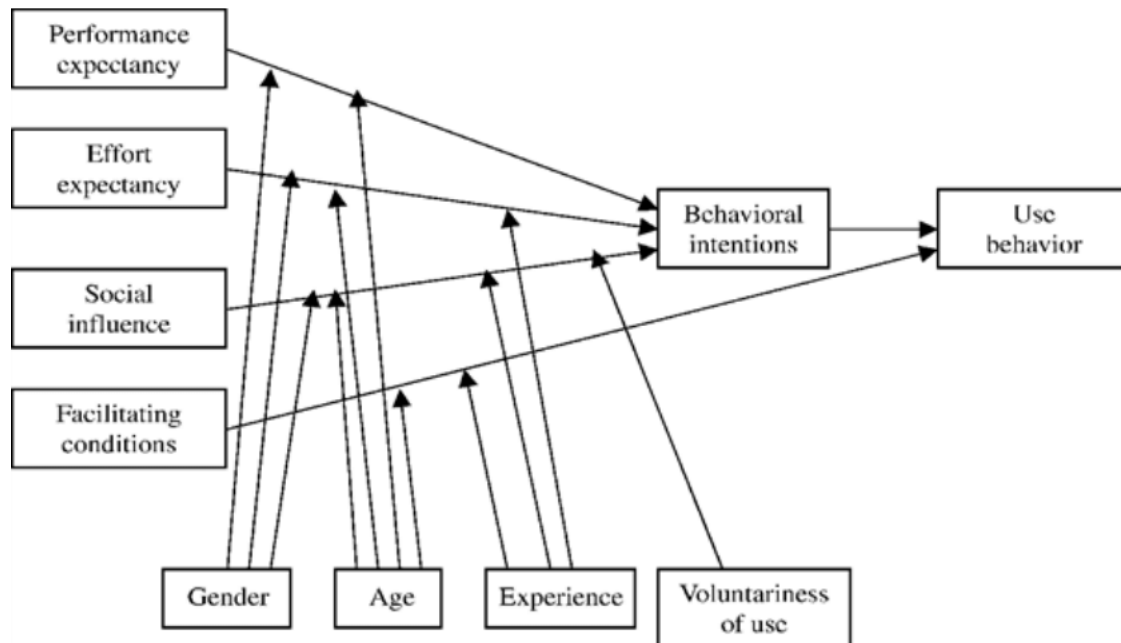 Performance
expectancy
Effort
expectancy
Social
influence
Facilitating
conditions
Behavioral
intentions
Use
behavior
Gender
Age
Experience
Voluntariness
of use